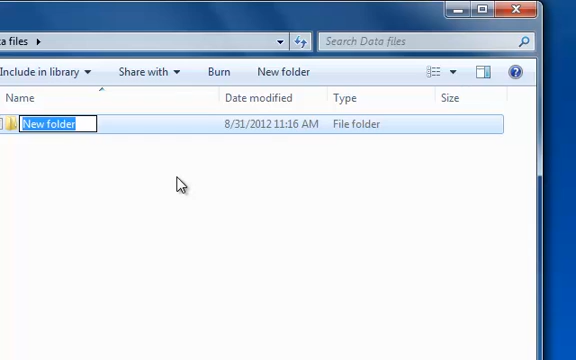 ta files
Search Data files
Include in library Share with Burn New folder
Name Date modified Type Size
New folder 8/31/2012 11:16 AM File folder